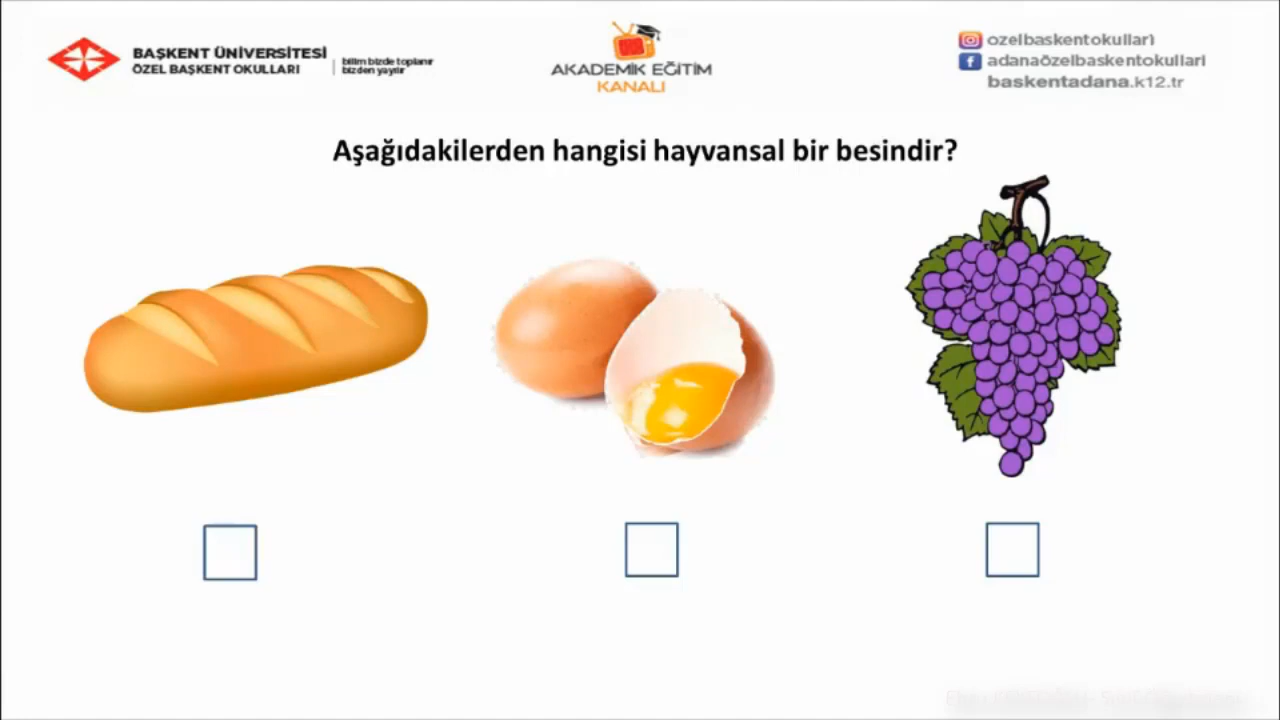 BAŞKENT ÜNİVERSİTESİ
ÖZEL BAŞKENT OKULLARI
bilim bizde toplanır
bizden yayılır
AKADEMİK EĞİTİM
KANALI
ozelbaskentokullari
adanaözelbaskentokullari
baskentadana.k12.tr
Aşağıdakilerden hangisi hayvansal bir besindir?